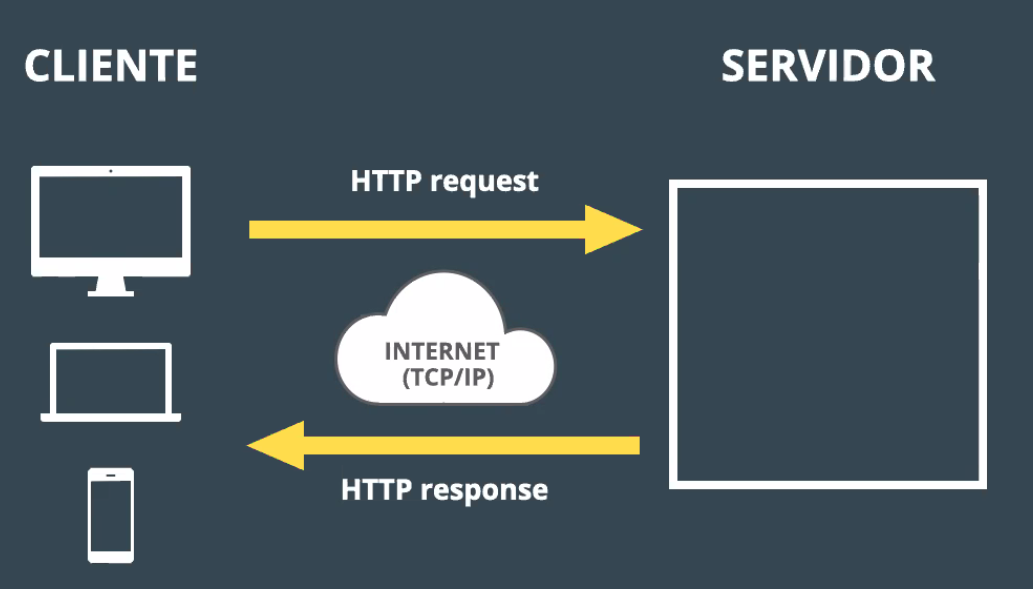 CLIENTE
SERVIDOR
HTTP request
INTERNET
(TCP/IP)
HTTP response